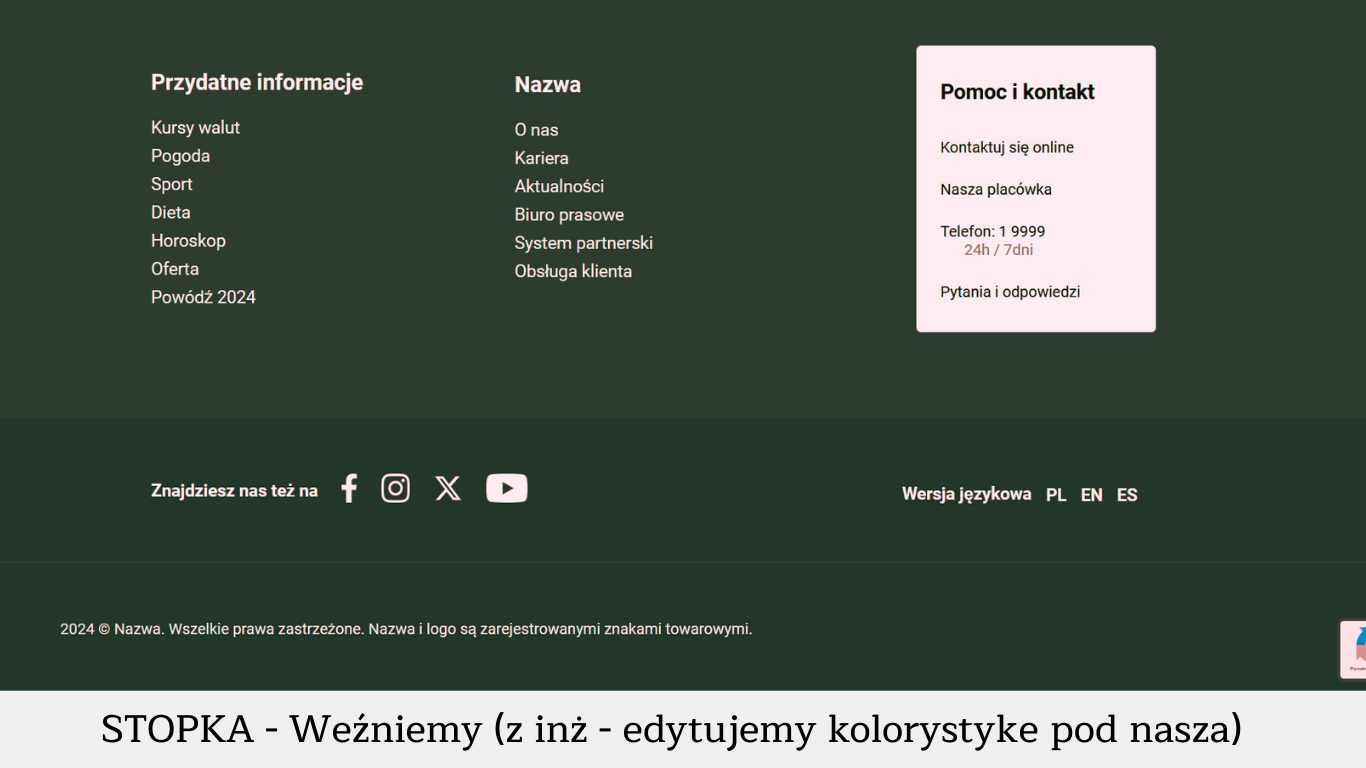 Przydatne informacje
Kursy walut
Pogoda
Sport
Dieta
Horoskop
Oferta
Powódź 2024
Nazwa
O nas
Kariera
Aktualności
Biuro prasowe
System partnerski
Obsługa klienta
Pomoc i kontakt
Kontaktuj się online
Nasza placówka
Telefon: 1 9999
24h / 7dni
Pytania i odpowiedzi
Znajdziesz nas też na
Wersja językowa PL EN ES
2024 © Nazwa. Wszelkie prawa zastrzeżone. Nazwa i logo są zarejestrowanymi znakami towarowymi.
STOPKA - Weźniemy (z inż - edytujemy kolorystyke pod nasza)